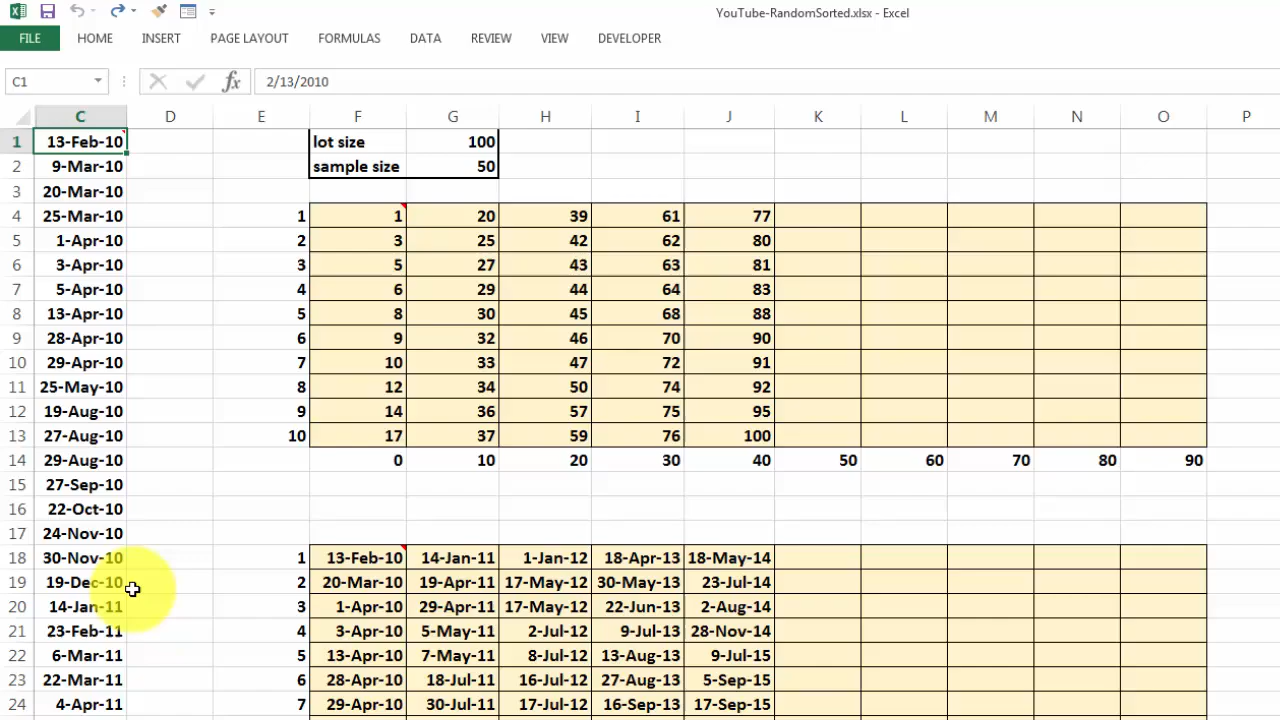 YouTube-RandomSorted.xlsx - Excel
FILE HOME INSERT PAGE LAYOUT FORMULAS DATA REVIEW VIEW DEVELOPER
C1 fx 2/13/2010
C D E F G H I J K L M N O P
1 13-Feb-10 lot size 100
2 9-Mar-10 sample size 50
3 20-Mar-10
4 25-Mar-10 1 1 20 39 61 77
5 1-Apr-10 2 3 25 42 62 80
6 3-Apr-10 3 5 27 43 63 81
7 5-Apr-10 4 6 29 44 64 83
8 13-Apr-10 5 8 30 45 68 88
9 28-Apr-10 6 9 32 46 70 90
10 29-Apr-10 7 10 33 47 72 91
11 25-May-10 8 12 34 50 74 92
12 19-Aug-10 9 14 36 57 75 95
13 27-Aug-10 10 17 37 59 76 100
14 29-Aug-10 0 10 20 30 40 50 60 70 80 90
15 27-Sep-10
16 22-Oct-10
17 24-Nov-10
18 30-Nov-10 1 13-Feb-10 14-Jan-11 1-Jan-12 18-Apr-13 18-May-14
19 19-Dec-10 2 20-Mar-10 19-Apr-11 17-May-12 30-May-13 23-Jul-14
20 14-Jan-11 3 1-Apr-10 29-Apr-11 17-May-12 22-Jun-13 2-Aug-14
21 23-Feb-11 4 3-Apr-10 5-May-11 2-Jul-12 9-Jul-13 28-Nov-14
22 6-Mar-11 5 13-Apr-10 7-May-11 8-Jul-12 13-Aug-13 9-Jul-15
23 22-Mar-11 6 28-Apr-10 18-Jul-11 16-Jul-12 27-Aug-13 5-Sep-15
24 4-Apr-11 7 29-Apr-10 30-Jul-11 17-Jul-12 16-Sep-13 17-Sep-15